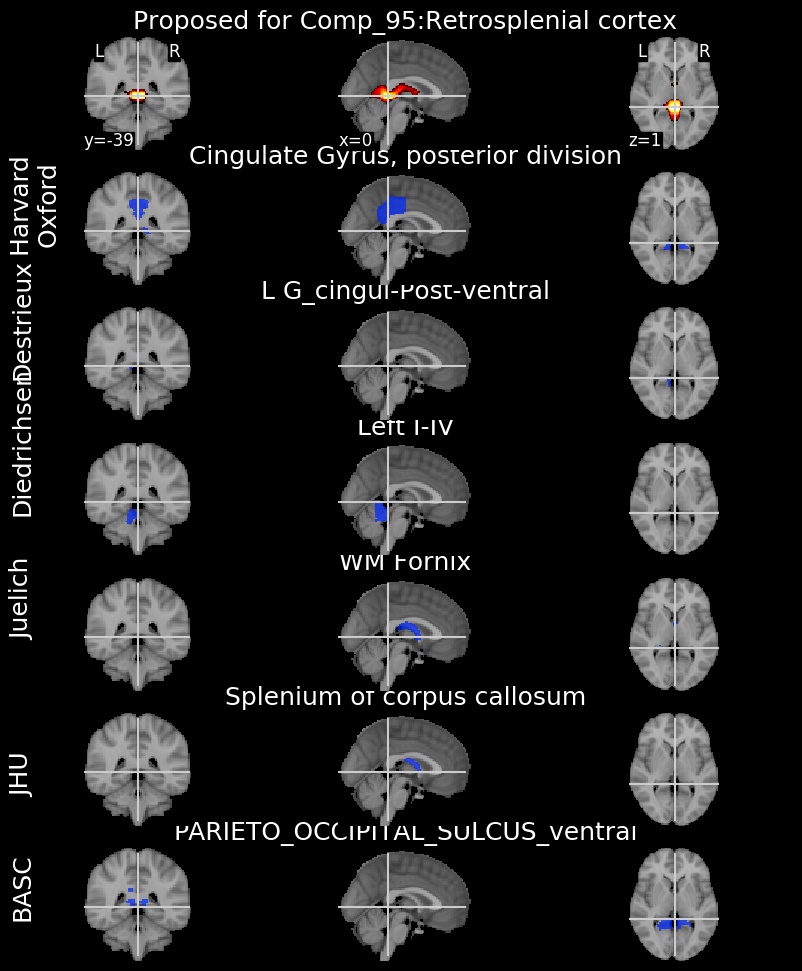 Proposed for Comp_95:Retrosplenial cortex
L R
L R
y=-39
x=0
z=1
Cingulate Gyrus, posterior division
Harvard
Oxford
L G_cingul-Post-ventral
Destrieux
Left I-IV
Diedrichsen
WM Fornix
Juelich
Splenium of corpus callosum
JHU
PARIETO_OCCIPITAL_SULCUS_ventral
BASC